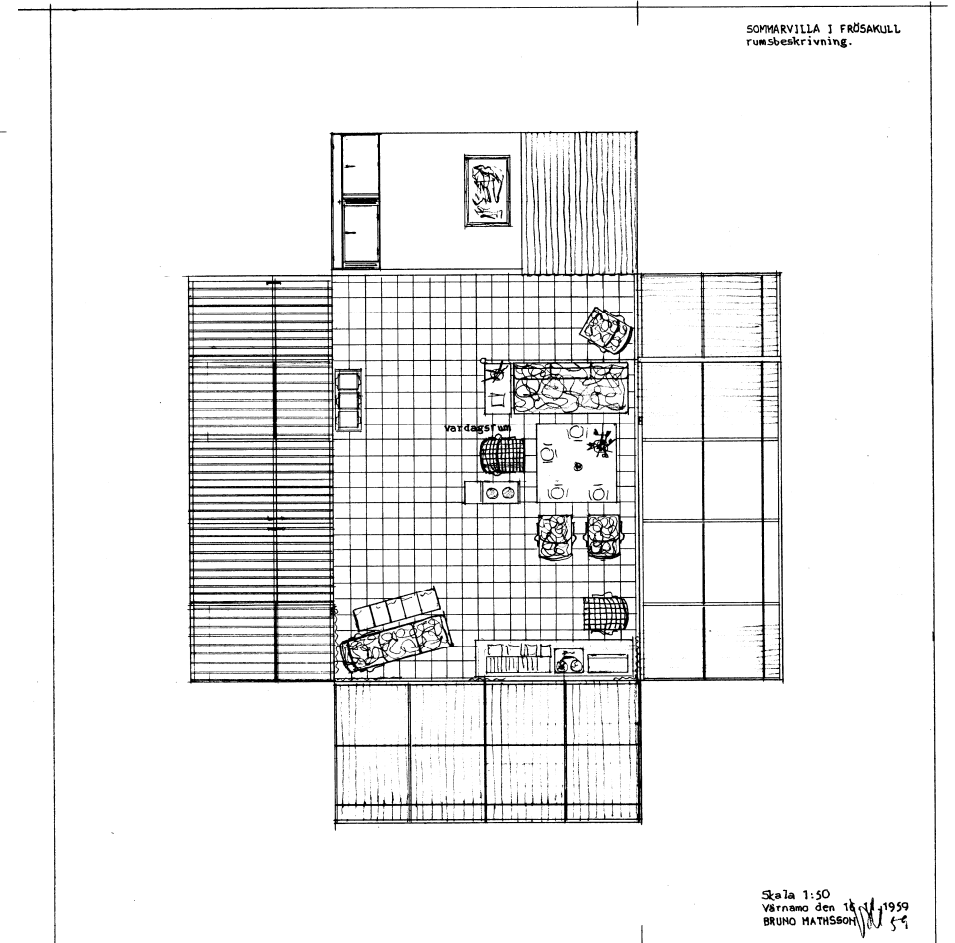 SOMMARVILLA I FRÖSAKULL
rumsbeskrivning.
vardagsrum
Skala 1:50
Värnamo den 1959
BRUNO MATHSSON